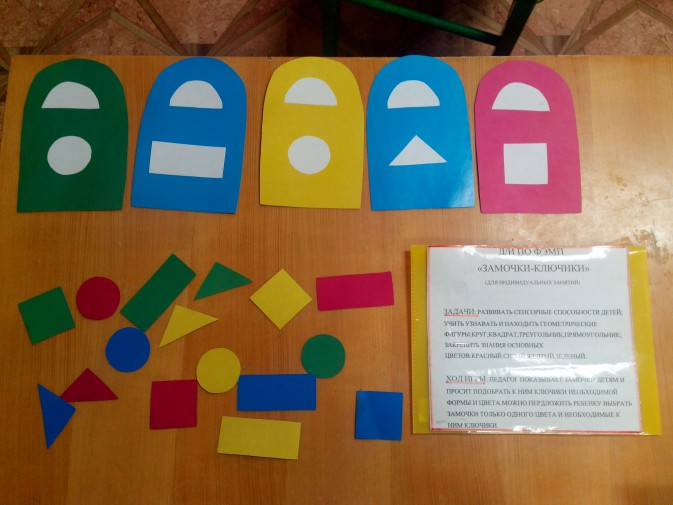 Д/И ПО ФЭМП
«ЗАМОЧКИ-КЛЮЧИКИ»
(ДЛЯ ИНДИВИДУАЛЬНЫХ ЗАНЯТИЙ)
ЗАДАЧИ: РАЗВИВАТЬ СЕНСОРНЫЕ СПОСОБНОСТИ ДЕТЕЙ;
УЧИТЬ УЗНАВАТЬ И НАХОДИТЬ ГЕОМЕТРИЧЕСКИЕ
ФИГУРЫ:КРУГ,КВАДРАТ,ТРЕУГОЛЬНИК,ПРЯМОУГОЛЬНИК;
ЗАКРЕПИТЬ ЗНАНИЯ ОСНОВНЫХ
ЦВЕТОВ:КРАСНЫЙ,СИНИЙ,ЖЕЛТЫЙ,ЗЕЛЕНЫЙ.
ХОД ИГРЫ: ПЕДАГОГ ПОКАЗЫВАЕТ ЗАМОЧКИ ДЕТЯМ И
ПРОСИТ ПОДОБРАТЬ К НИМ КЛЮЧИКИ НЕОБХОДИМОЙ
ФОРМЫ И ЦВЕТА.МОЖНО ПЕРДЛОЖИТЬ РЕБЕНКУ ВЫБРАТЬ
ЗАМОЧКИ ТОЛЬКО ОДНОГО ЦВЕТА И НЕОБХОДИМЫЕ К
НИМ КЛЮЧИКИ.